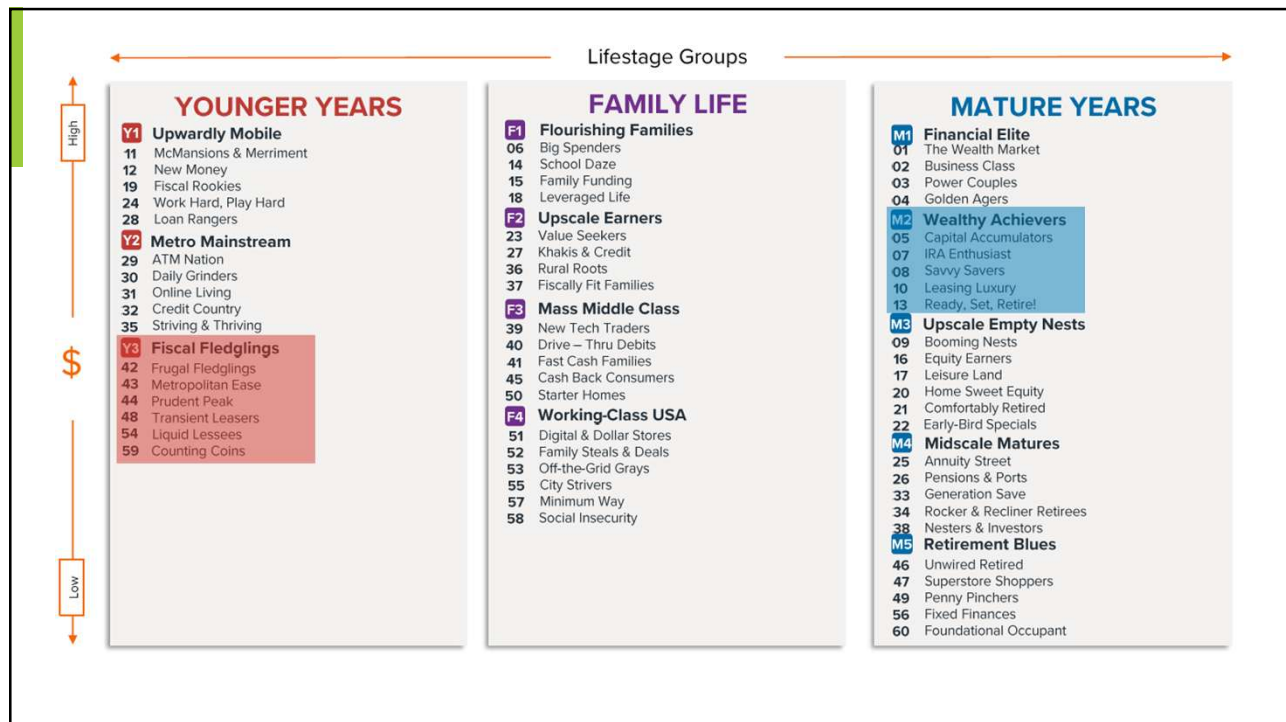 Lifestage Groups
High
$
Low
YOUNGER YEARS
Y1 Upwardly Mobile
11 McMansions & Merriment
12 New Money
19 Fiscal Rookies
24 Work Hard, Play Hard
28 Loan Rangers
Y2 Metro Mainstream
29 ATM Nation
30 Daily Grinders
31 Online Living
32 Credit Country
35 Striving & Thriving
Y3 Fiscal Fledglings
42 Frugal Fledglings
43 Metropolitan Ease
44 Prudent Peak
48 Transient Leasers
54 Liquid Lessees
59 Counting Coins
FAMILY LIFE
F1 Flourishing Families
06 Big Spenders
14 School Daze
15 Family Funding
18 Leveraged Life
F2 Upscale Earners
23 Value Seekers
27 Khakis & Credit
36 Rural Roots
37 Fiscally Fit Families
F3 Mass Middle Class
39 New Tech Traders
40 Drive – Thru Debits
41 Fast Cash Families
45 Cash Back Consumers
50 Starter Homes
F4 Working-Class USA
51 Digital & Dollar Stores
52 Family Steals & Deals
53 Off-the-Grid Grays
55 City Strivers
57 Minimum Way
58 Social Insecurity
MATURE YEARS
M1 Financial Elite
01 The Wealth Market
02 Business Class
03 Power Couples
04 Golden Agers
M2 Wealthy Achievers
05 Capital Accumulators
07 IRA Enthusiast
08 Savvy Savers
10 Leasing Luxury
13 Ready, Set, Retire!
M3 Upscale Empty Nests
09 Booming Nests
16 Equity Earners
17 Leisure Land
20 Home Sweet Equity
21 Comfortably Retired
22 Early-Bird Specials
M4 Midscale Matures
25 Annuity Street
26 Pensions & Ports
33 Generation Save
34 Rocker & Recliner Retirees
38 Nesters & Investors
M5 Retirement Blues
46 Unwired Retired
47 Superstore Shoppers
49 Penny Pinchers
56 Fixed Finances
60 Foundational Occupant